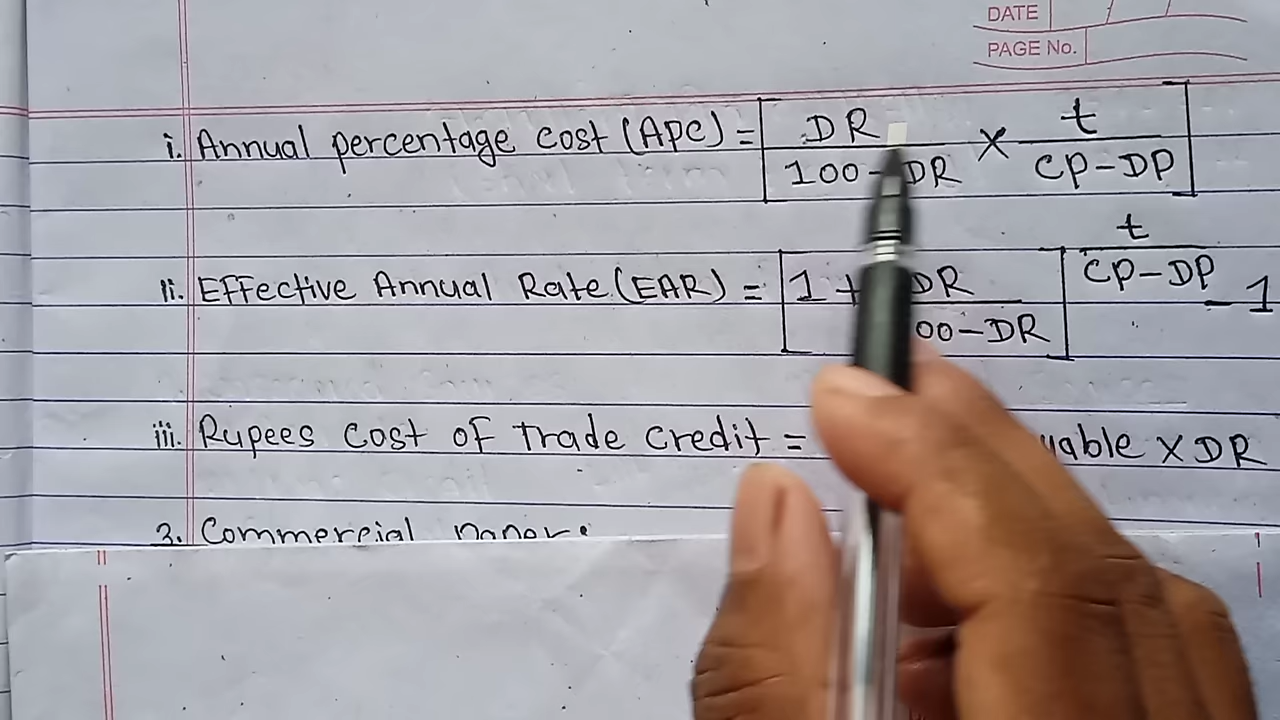 DATE
PAGE No.
i. Annual percentage cost (APC) = [DR / 100 - DR × t / CP - DP]
ii. Effective Annual Rate (EAR) = [1 + DR / 00 - DR] t / CP - DP - 1
iii. Rupees cost of trade credit = × DR
3. Commercial paper: